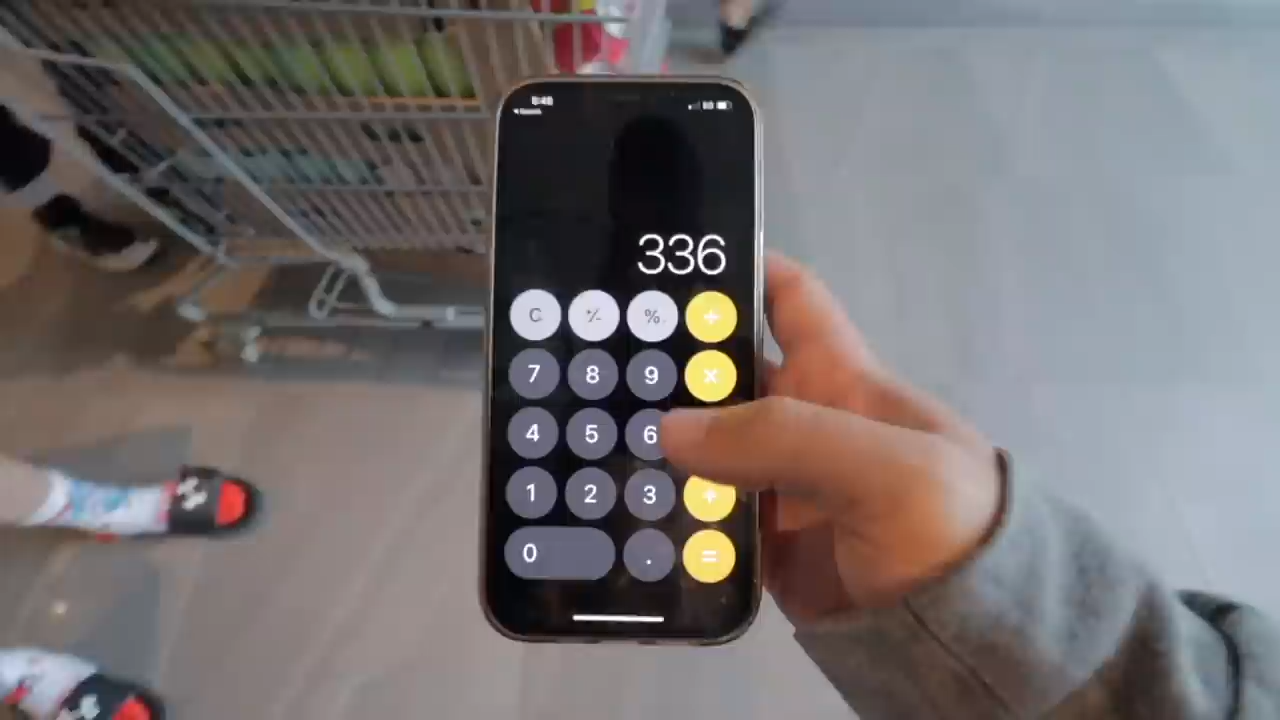 336
C ⁺/₋ % ÷
7 8 9 ×
4 5 6
1 2 3 +
0 . =